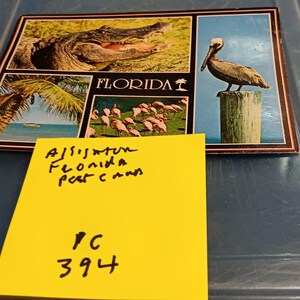 FLORIDA
ALLIGATOR
FLORIDA
POST CARD
PC
394